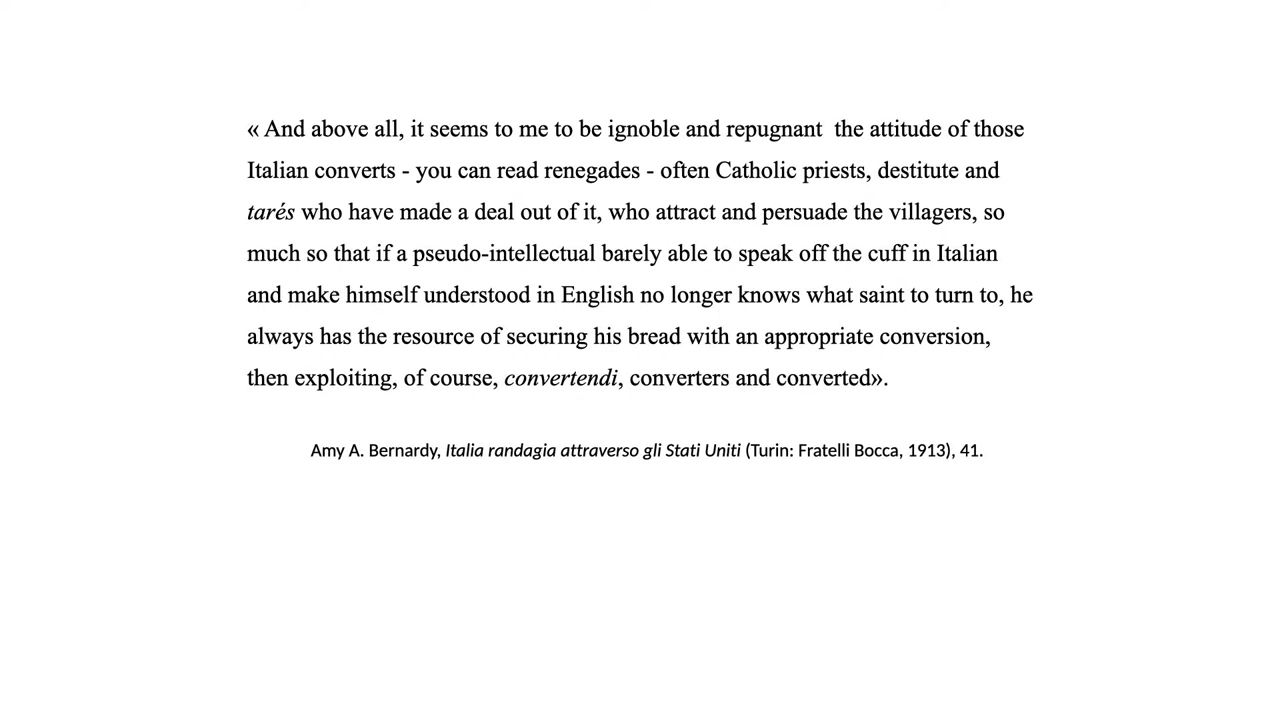 « And above all, it seems to me to be ignoble and repugnant  the attitude of those
Italian converts - you can read renegades - often Catholic priests, destitute and
tarés who have made a deal out of it, who attract and persuade the villagers, so
much so that if a pseudo-intellectual barely able to speak off the cuff in Italian
and make himself understood in English no longer knows what saint to turn to, he
always has the resource of securing his bread with an appropriate conversion,
then exploiting, of course, convertendi, converters and converted».
Amy A. Bernardy, Italia randagia attraverso gli Stati Uniti (Turin: Fratelli Bocca, 1913), 41.